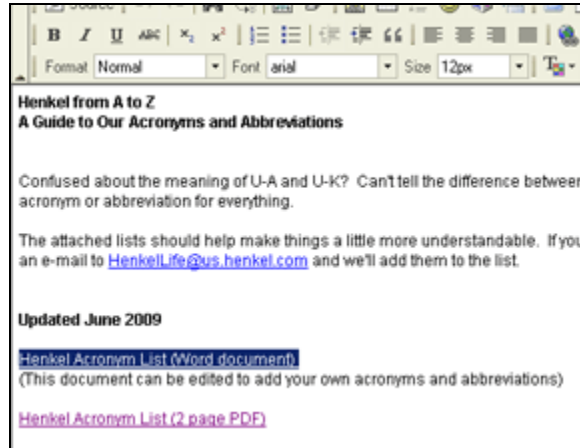 Source
B I U ABC x₂ x²
Format Normal Font arial Size 12px
Henkel from A to Z
A Guide to Our Acronyms and Abbreviations
Confused about the meaning of U-A and U-K? Can't tell the difference between
acronym or abbreviation for everything.
The attached lists should help make things a little more understandable. If you
an e-mail to HenkelLife@us.henkel.com and we'll add them to the list.
Updated June 2009
Henkel Acronym List (Word document)
(This document can be edited to add your own acronyms and abbreviations)
Henkel Acronym List (2 page PDF)